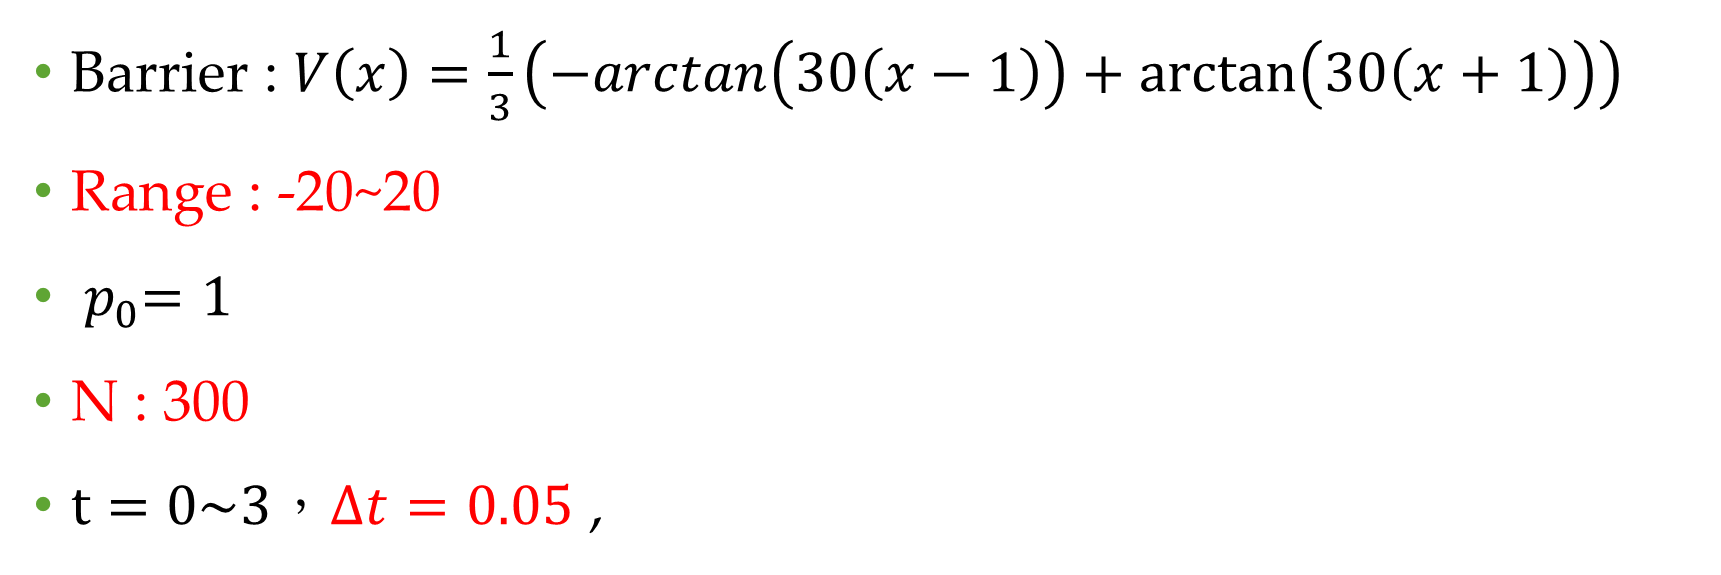 • Barrier : V(x) = 1/3 (−arctan(30(x − 1)) + arctan(30(x + 1)))
• Range : -20~20
• p₀= 1
• N : 300
• t = 0~3，Δt = 0.05 ,